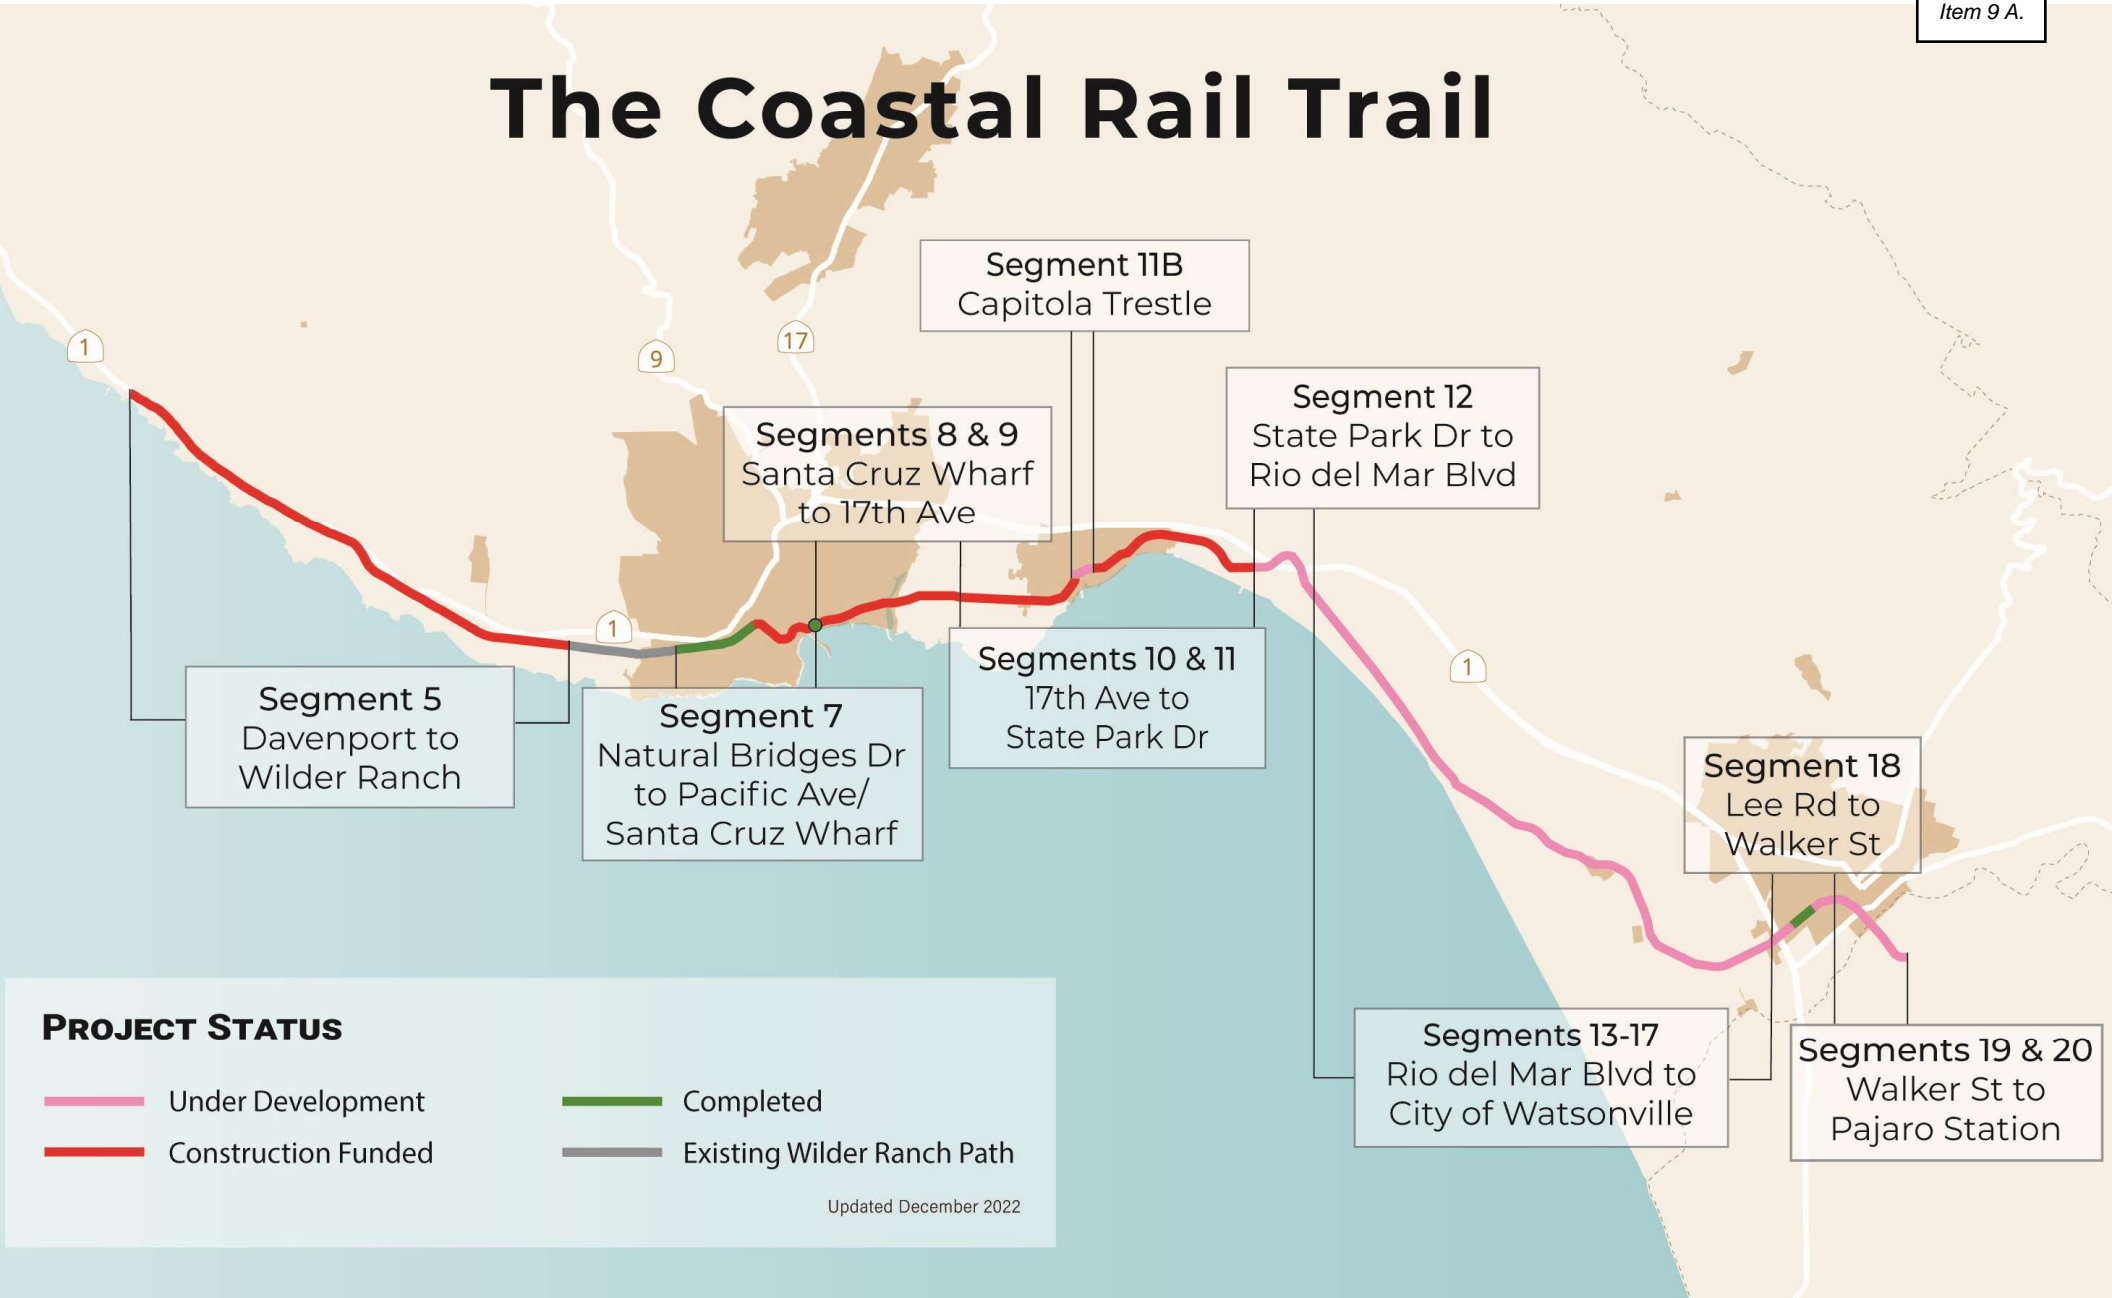 Item 9 A.
The Coastal Rail Trail
Segment 11B
Capitola Trestle
1
9
17
Segment 12
State Park Dr to
Rio del Mar Blvd
Segments 8 & 9
Santa Cruz Wharf
to 17th Ave
1
Segments 10 & 11
17th Ave to
State Park Dr
1
Segment 5
Davenport to
Wilder Ranch
Segment 7
Natural Bridges Dr
to Pacific Ave/
Santa Cruz Wharf
Segment 18
Lee Rd to
Walker St
Segments 13-17
Rio del Mar Blvd to
City of Watsonville
Segments 19 & 20
Walker St to
Pajaro Station
PROJECT STATUS
Under Development
Completed
Construction Funded
Existing Wilder Ranch Path
Updated December 2022